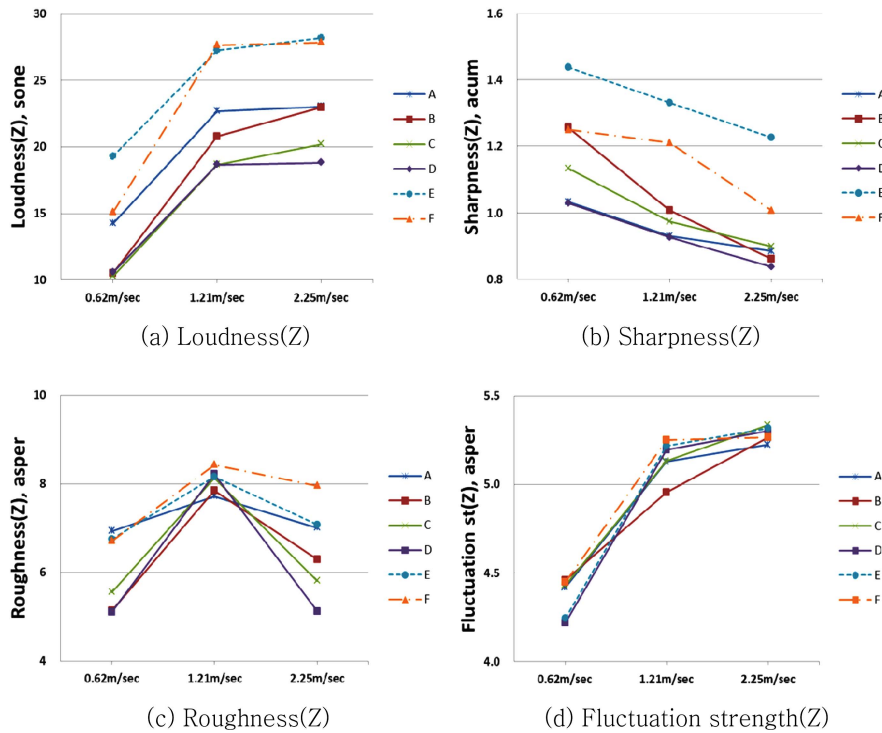 30
25
20
15
10
Loudness(Z), sone
0.62m/sec
1.21m/sec
2.25m/sec
A
B
C
D
E
F
(a) Loudness(Z)
1.6
1.4
1.2
1.0
0.8
Sharpness(Z), acum
0.62m/sec
1.21m/sec
2.25m/sec
A
B
C
D
E
F
(b) Sharpness(Z)
10
8
6
4
Roughness(Z), asper
0.62m/sec
1.21m/sec
2.25m/sec
A
B
C
D
E
F
(c) Roughness(Z)
5.5
5.0
4.5
4.0
Fluctuation st(Z), asper
0.62m/sec
1.21m/sec
2.25m/sec
A
B
C
D
E
F
(d) Fluctuation strength(Z)